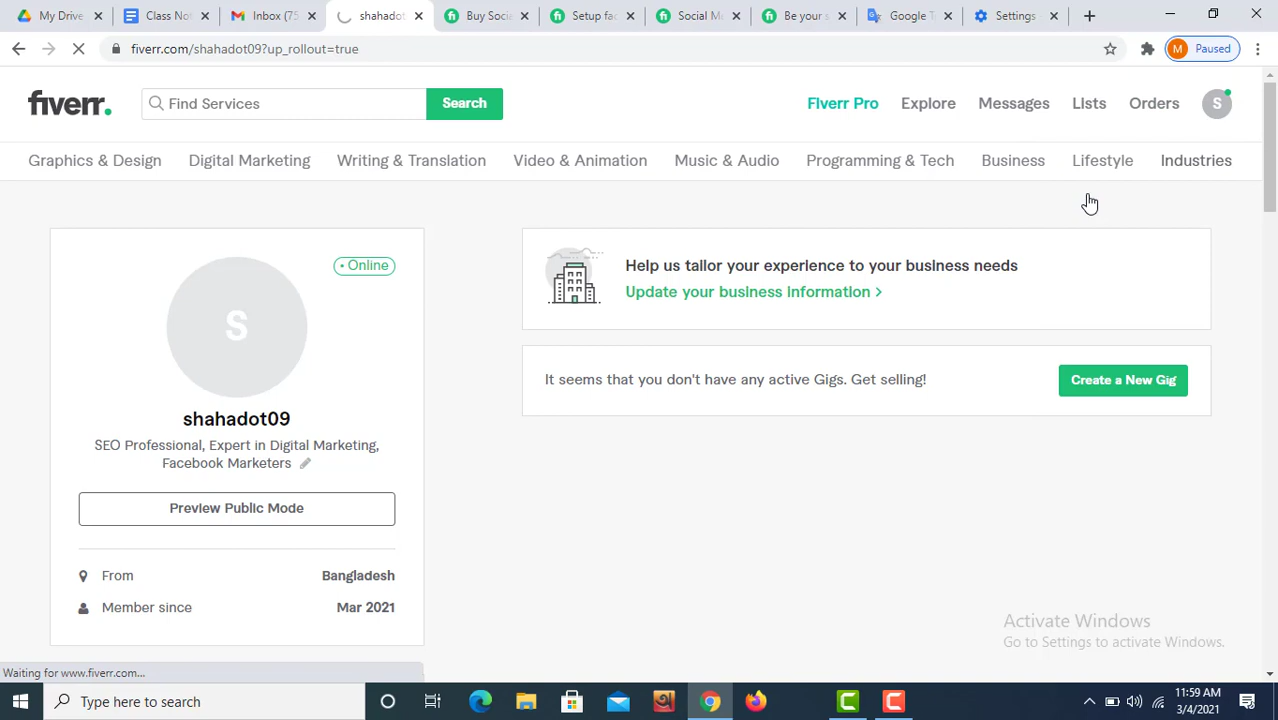 My Drive
Class No
Inbox (75
shahadot
Buy Soci
Setup fac
Social M
Be your
Google T
Settings
fiverr.com/shahadot09?up_rollout=true
M Paused
fiverr.
Find Services
Search
Fiverr Pro
Explore
Messages
Lists
Orders
S
Graphics & Design
Digital Marketing
Writing & Translation
Video & Animation
Music & Audio
Programming & Tech
Business
Lifestyle
Industries
• Online
S
shahadot09
SEO Professional, Expert in Digital Marketing,
Facebook Marketers
Preview Public Mode
From Bangladesh
Member since Mar 2021
Help us tailor your experience to your business needs
Update your business information >
It seems that you don't have any active Gigs. Get selling!
Create a New Gig
Activate Windows
Go to Settings to activate Windows.
Waiting for www.fiverr.com...
Type here to search
11:59 AM
3/4/2021